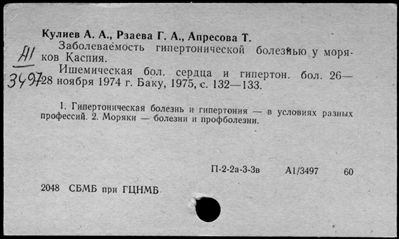 Кулиев А. А., Рзаева Г. А., Апресова Т.
Заболеваемость гипертонической болезнью у моря-
ков Каспия.
А1
3497
Ишемическая бол. сердца и гипертон. бол. 26—
28 ноября 1974 г. Баку, 1975, с. 132—133.
1. Гипертоническая болезнь и гипертония — в условиях разных
профессий. 2. Моряки — болезни и профболезни.
П-2-2а-3-3в А1/3497 60
2048 СБМБ при ГЦНМБ